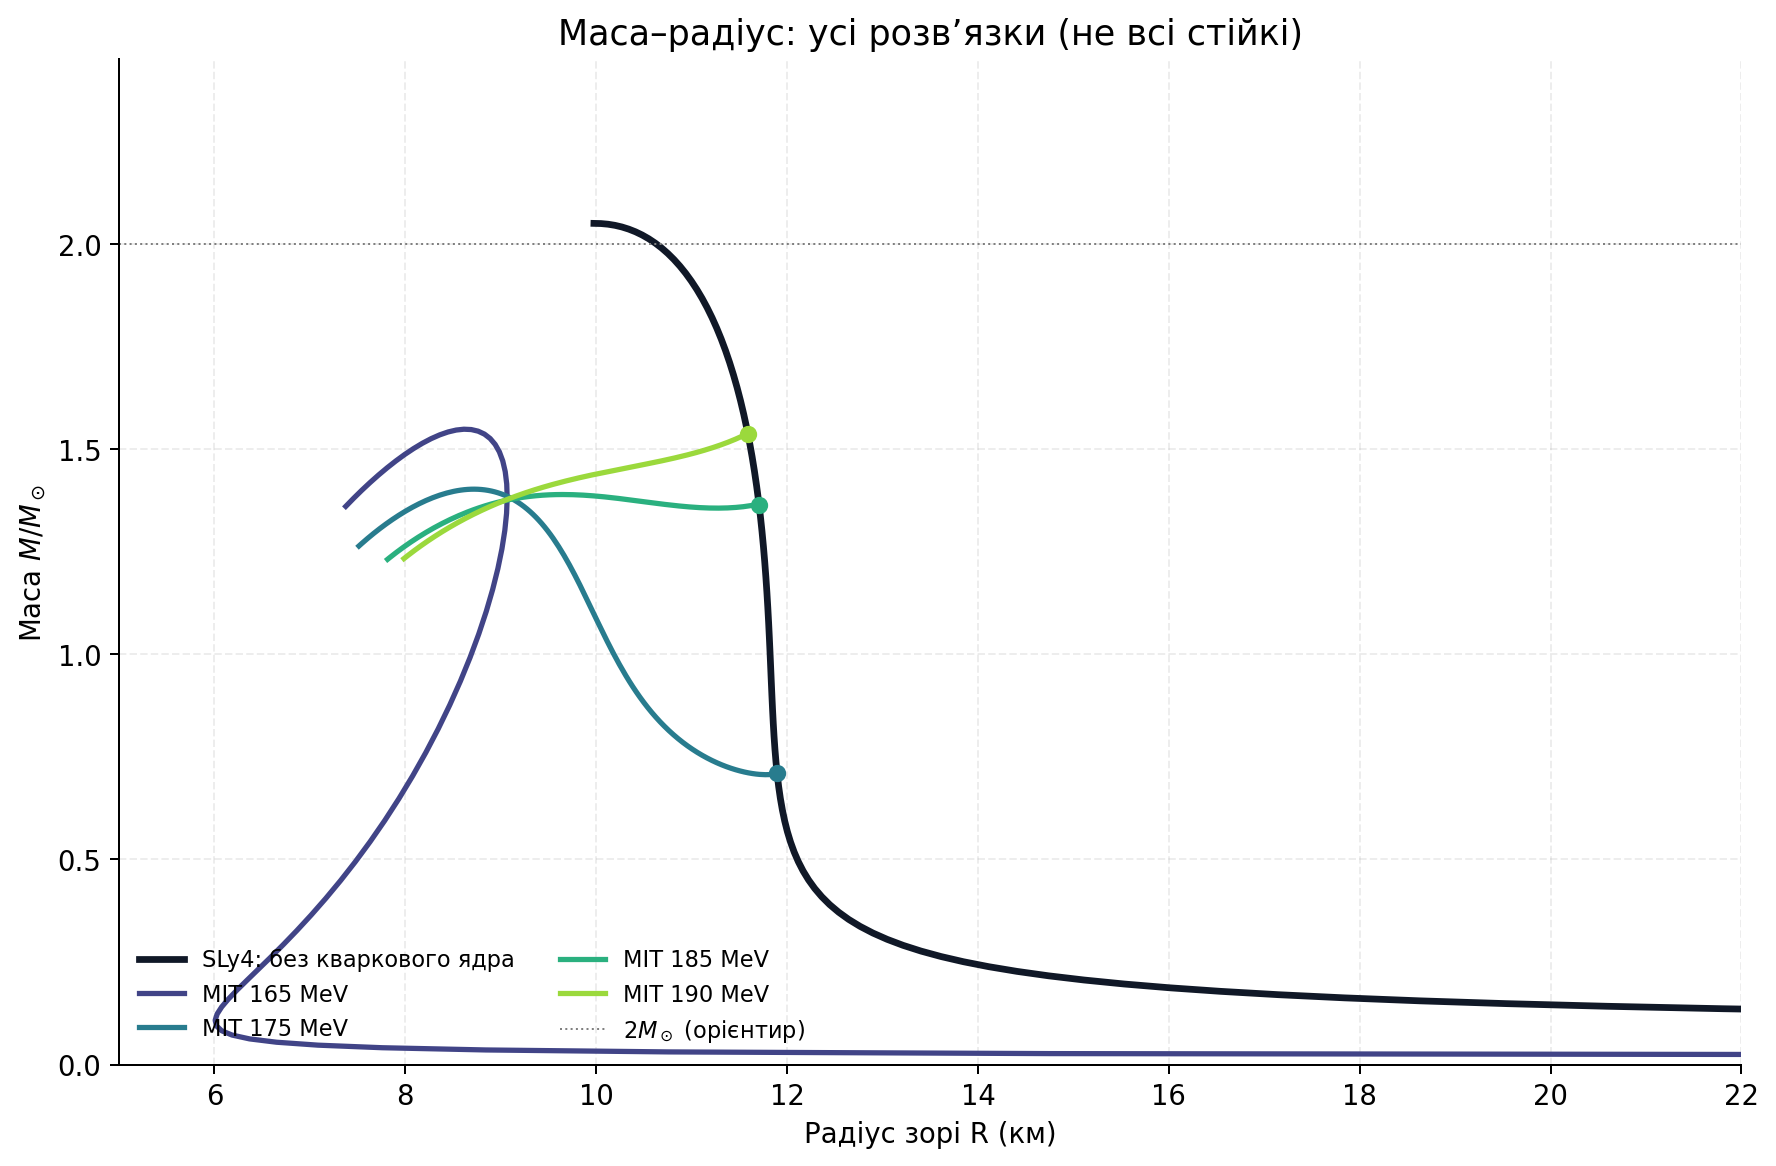 Маса–радіус: усі розв’язки (не всі стійкі)
Маса M/M⊙
2.0
1.5
1.0
0.5
0.0
SLy4: без кваркового ядра
MIT 165 MeV
MIT 175 MeV
MIT 185 MeV
MIT 190 MeV
2M⊙ (орієнтир)
6 8 10 12 14 16 18 20 22
Радіус зорі R (км)